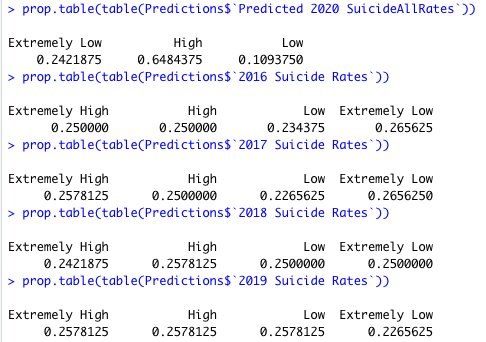 > prop.table(table(Predictions$`Predicted 2020 SuicideAllRates`))
Extremely Low High Low
0.2421875 0.6484375 0.1093750
> prop.table(table(Predictions$`2016 Suicide Rates`))
Extremely High High Low Extremely Low
0.250000 0.250000 0.234375 0.265625
> prop.table(table(Predictions$`2017 Suicide Rates`))
Extremely High High Low Extremely Low
0.2578125 0.2500000 0.2265625 0.2656250
> prop.table(table(Predictions$`2018 Suicide Rates`))
Extremely High High Low Extremely Low
0.2421875 0.2578125 0.2500000 0.2500000
> prop.table(table(Predictions$`2019 Suicide Rates`))
Extremely High High Low Extremely Low
0.2578125 0.2578125 0.2578125 0.2265625